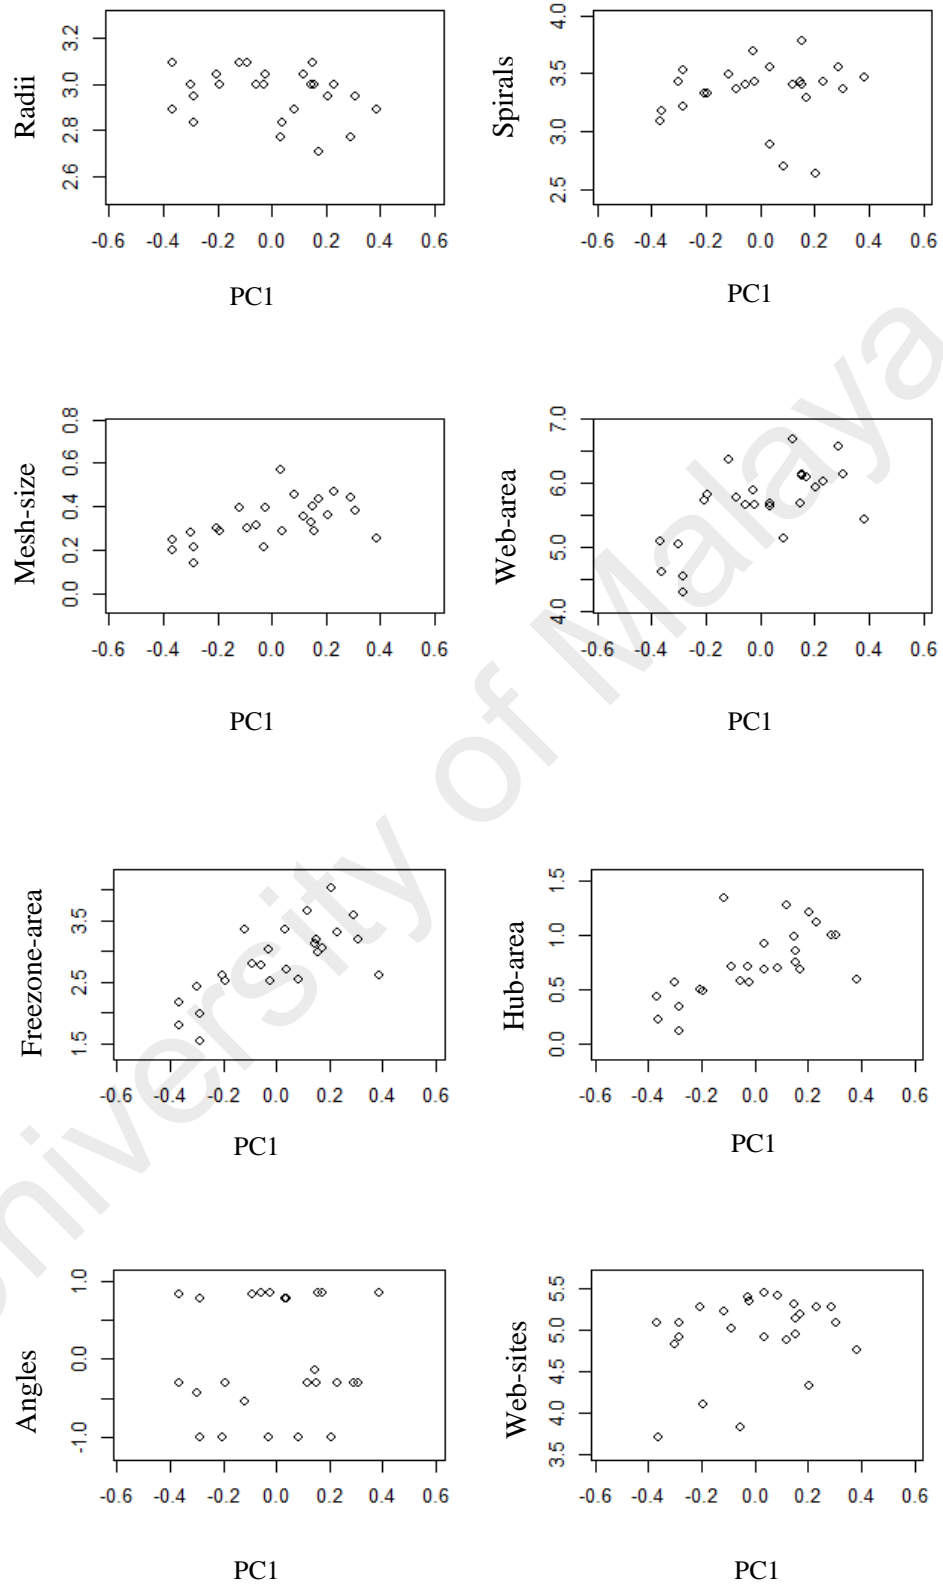 Radii
2.6 2.8 3.0 3.2
-0.6 -0.4 -0.2 0.0 0.2 0.4 0.6
PC1
Spirals
2.5 3.0 3.5 4.0
-0.6 -0.4 -0.2 0.0 0.2 0.4 0.6
PC1
Mesh-size
0.0 0.2 0.4 0.6 0.8
-0.6 -0.4 -0.2 0.0 0.2 0.4 0.6
PC1
Web-area
4.0 5.0 6.0 7.0
-0.6 -0.4 -0.2 0.0 0.2 0.4 0.6
PC1
Freezone-area
1.5 2.5 3.5
-0.6 -0.4 -0.2 0.0 0.2 0.4 0.6
PC1
Hub-area
0.0 0.5 1.0 1.5
-0.6 -0.4 -0.2 0.0 0.2 0.4 0.6
PC1
Angles
-1.0 0.0 1.0
-0.6 -0.4 -0.2 0.0 0.2 0.4 0.6
PC1
Web-sites
3.5 4.0 4.5 5.0 5.5
-0.6 -0.4 -0.2 0.0 0.2 0.4 0.6
PC1
University of Malaya